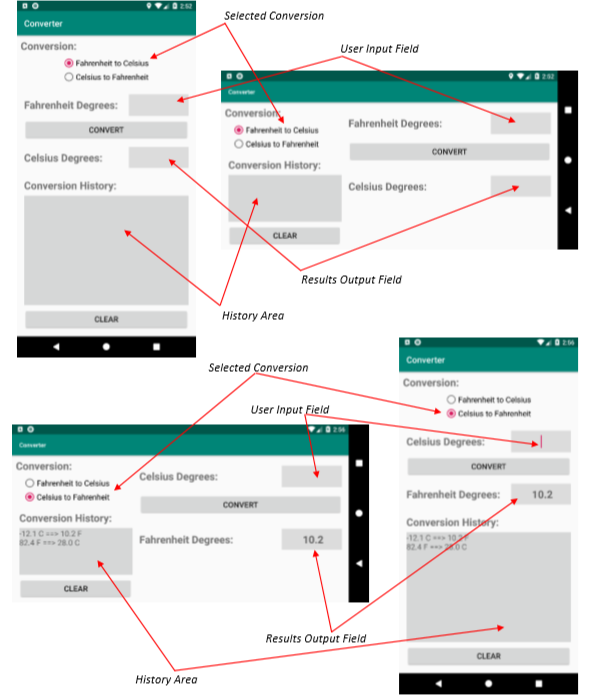 Selected Conversion
2:52
Converter
Conversion:
Fahrenheit to Celsius
Celsius to Fahrenheit
Fahrenheit Degrees:
CONVERT
Celsius Degrees:
Conversion History:
CLEAR
User Input Field
2:52
Converter
Conversion:
Fahrenheit to Celsius
Celsius to Fahrenheit
Conversion History:
CLEAR
Fahrenheit Degrees:
CONVERT
Celsius Degrees:
Results Output Field
History Area
Selected Conversion
User Input Field
2:56
Converter
Conversion:
Fahrenheit to Celsius
Celsius to Fahrenheit
Conversion History:
-12.1 C ==> 10.2 F
82.4 F ==> 28.0 C
CLEAR
Celsius Degrees:
CONVERT
Fahrenheit Degrees:
10.2
2:56
Converter
Conversion:
Fahrenheit to Celsius
Celsius to Fahrenheit
Celsius Degrees:
CONVERT
Fahrenheit Degrees:
10.2
Conversion History:
-12.1 C ==> 10.2 F
82.4 F ==> 28.0 C
CLEAR
Results Output Field
History Area